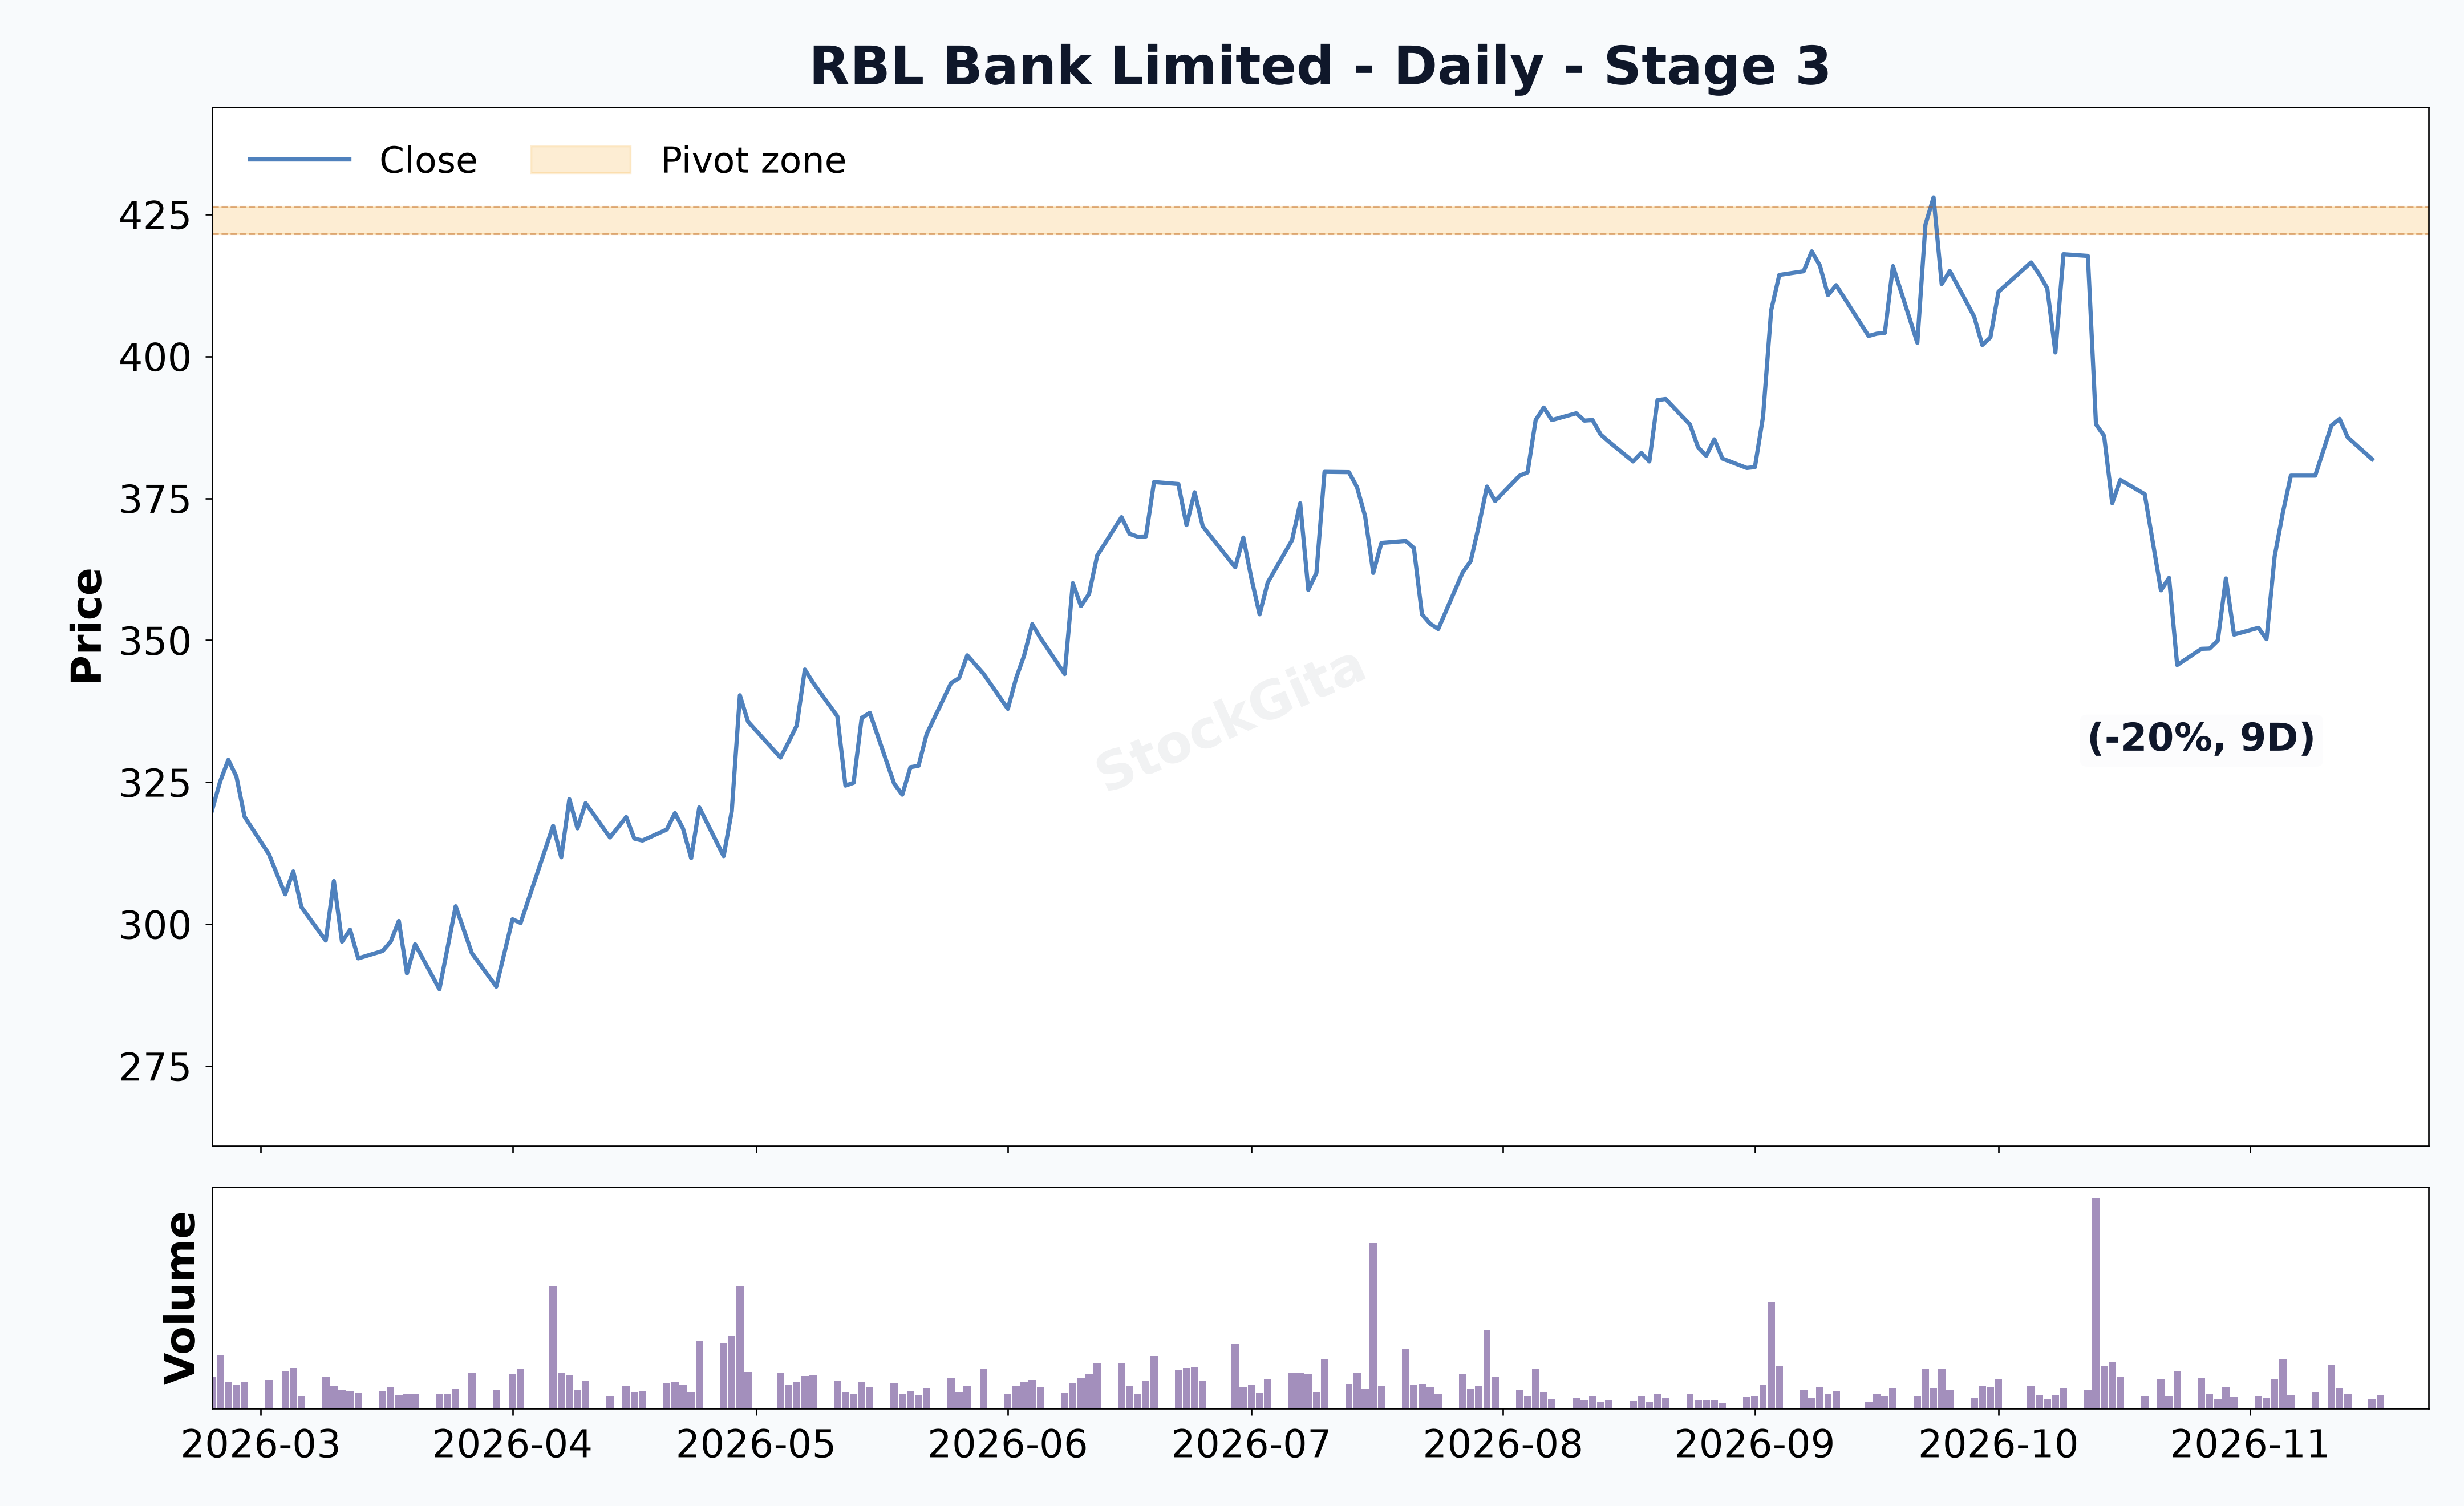 RBL Bank Limited - Daily - Stage 3
Close
Pivot zone
Price
425
400
375
350
325
300
275
StockGita
(-20%, 9D)
Volume
2026-03
2026-04
2026-05
2026-06
2026-07
2026-08
2026-09
2026-10
2026-11